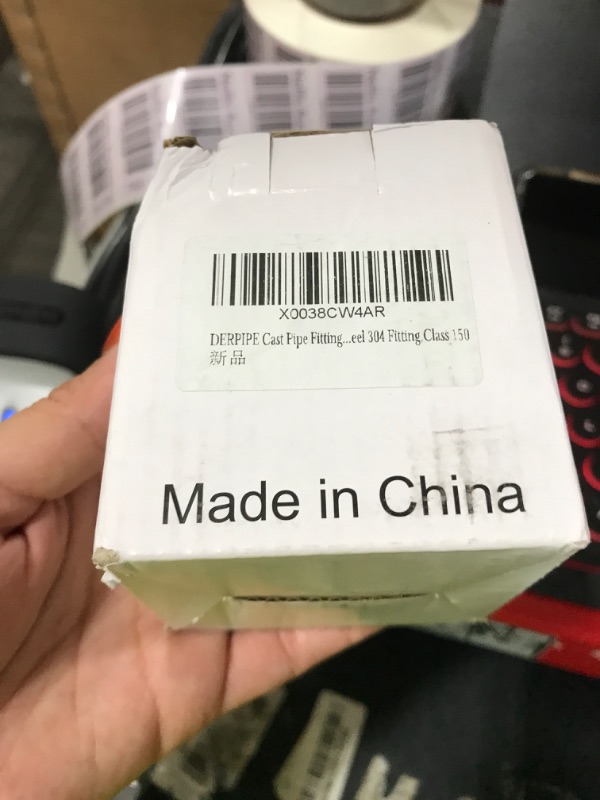 X0038CW4AR
DERPIPE Cast Pipe Fitting...eel 304 Fitting Class 150
新品
Made in China